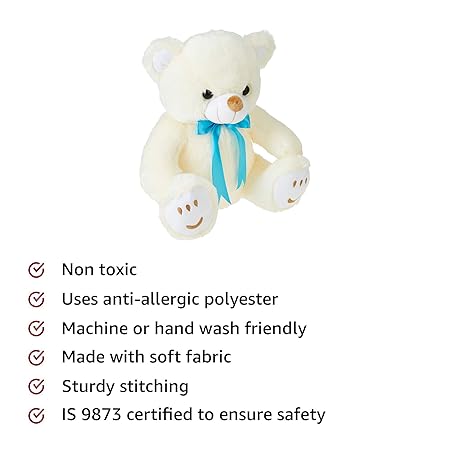 Non toxic
Uses anti-allergic polyester
Machine or hand wash friendly
Made with soft fabric
Sturdy stitching
IS 9873 certified to ensure safety